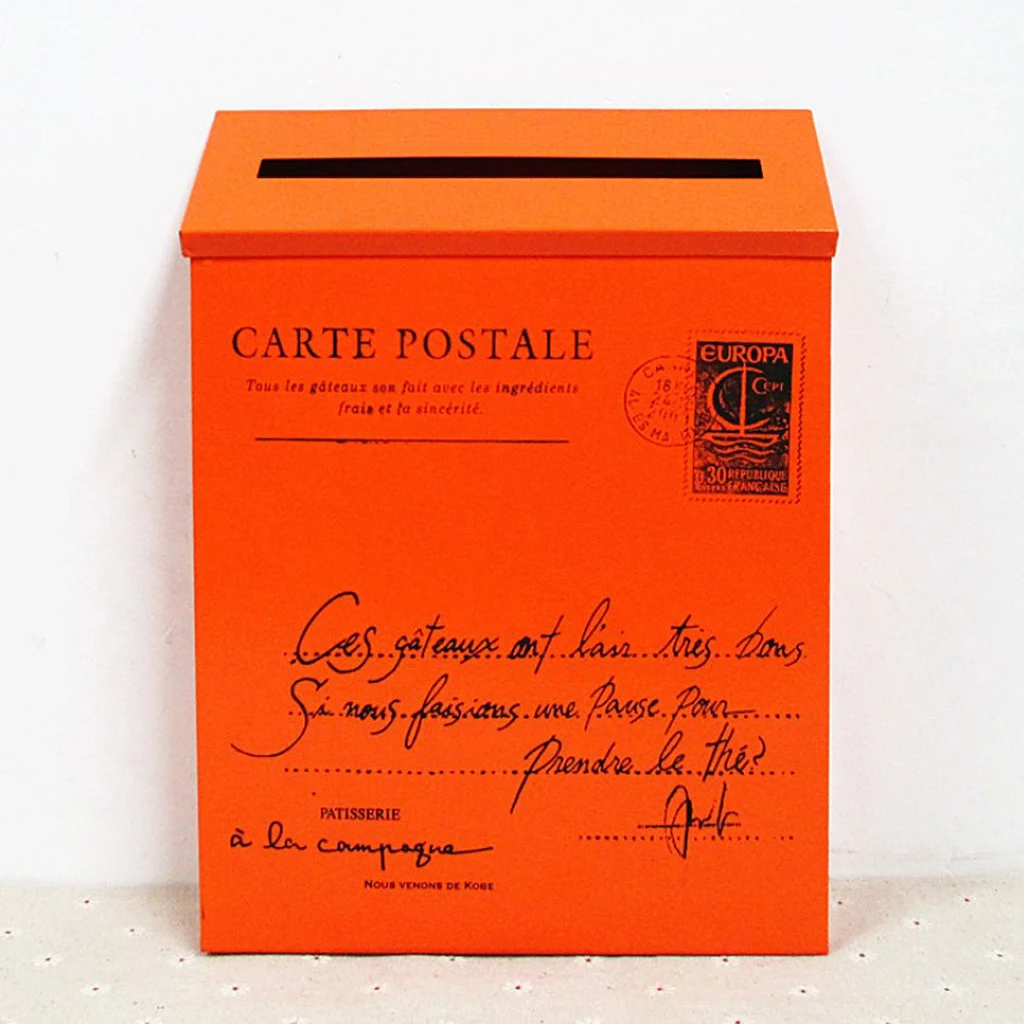 CARTE POSTALE
Tous les gâteaux son fait avec les ingrédients
frais et la sincérité.
EUROPA
CEPT
0,30 REPUBLIQUE
FRANÇAISE
Ces gâteaux ont l'air très bons
Si nous faisions une Pause Pour
Prendre le thé?
PATISSERIE
à la campagne
NOUS VENONS DE KOBE